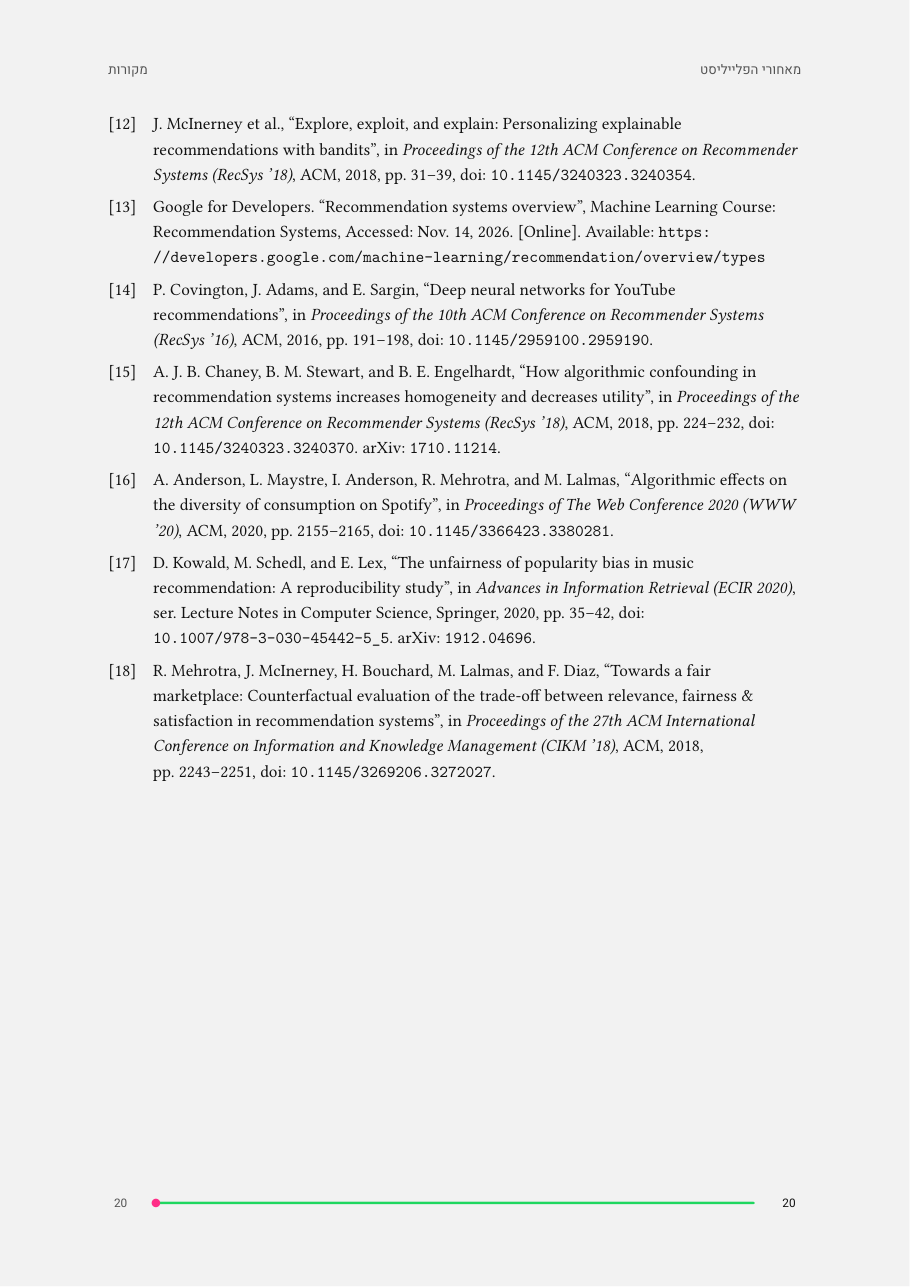 מאחורי הפלייליסט
מקורות
[12] J. McInerney et al., “Explore, exploit, and explain: Personalizing explainable
recommendations with bandits”, in Proceedings of the 12th ACM Conference on Recommender
Systems (RecSys ’18), ACM, 2018, pp. 31–39, doi: 10.1145/3240323.3240354.
[13] Google for Developers. “Recommendation systems overview”, Machine Learning Course:
Recommendation Systems, Accessed: Nov. 14, 2026. [Online]. Available: https:
//developers.google.com/machine-learning/recommendation/overview/types
[14] P. Covington, J. Adams, and E. Sargin, “Deep neural networks for YouTube
recommendations”, in Proceedings of the 10th ACM Conference on Recommender Systems
(RecSys ’16), ACM, 2016, pp. 191–198, doi: 10.1145/2959100.2959190.
[15] A. J. B. Chaney, B. M. Stewart, and B. E. Engelhardt, “How algorithmic confounding in
recommendation systems increases homogeneity and decreases utility”, in Proceedings of the
12th ACM Conference on Recommender Systems (RecSys ’18), ACM, 2018, pp. 224–232, doi:
10.1145/3240323.3240370. arXiv: 1710.11214.
[16] A. Anderson, L. Maystre, I. Anderson, R. Mehrotra, and M. Lalmas, “Algorithmic effects on
the diversity of consumption on Spotify”, in Proceedings of The Web Conference 2020 (WWW
’20), ACM, 2020, pp. 2155–2165, doi: 10.1145/3366423.3380281.
[17] D. Kowald, M. Schedl, and E. Lex, “The unfairness of popularity bias in music
recommendation: A reproducibility study”, in Advances in Information Retrieval (ECIR 2020),
ser. Lecture Notes in Computer Science, Springer, 2020, pp. 35–42, doi:
10.1007/978-3-030-45442-5_5. arXiv: 1912.04696.
[18] R. Mehrotra, J. McInerney, H. Bouchard, M. Lalmas, and F. Diaz, “Towards a fair
marketplace: Counterfactual evaluation of the trade-off between relevance, fairness &
satisfaction in recommendation systems”, in Proceedings of the 27th ACM International
Conference on Information and Knowledge Management (CIKM ’18), ACM, 2018,
pp. 2243–2251, doi: 10.1145/3269206.3272027.
20
20